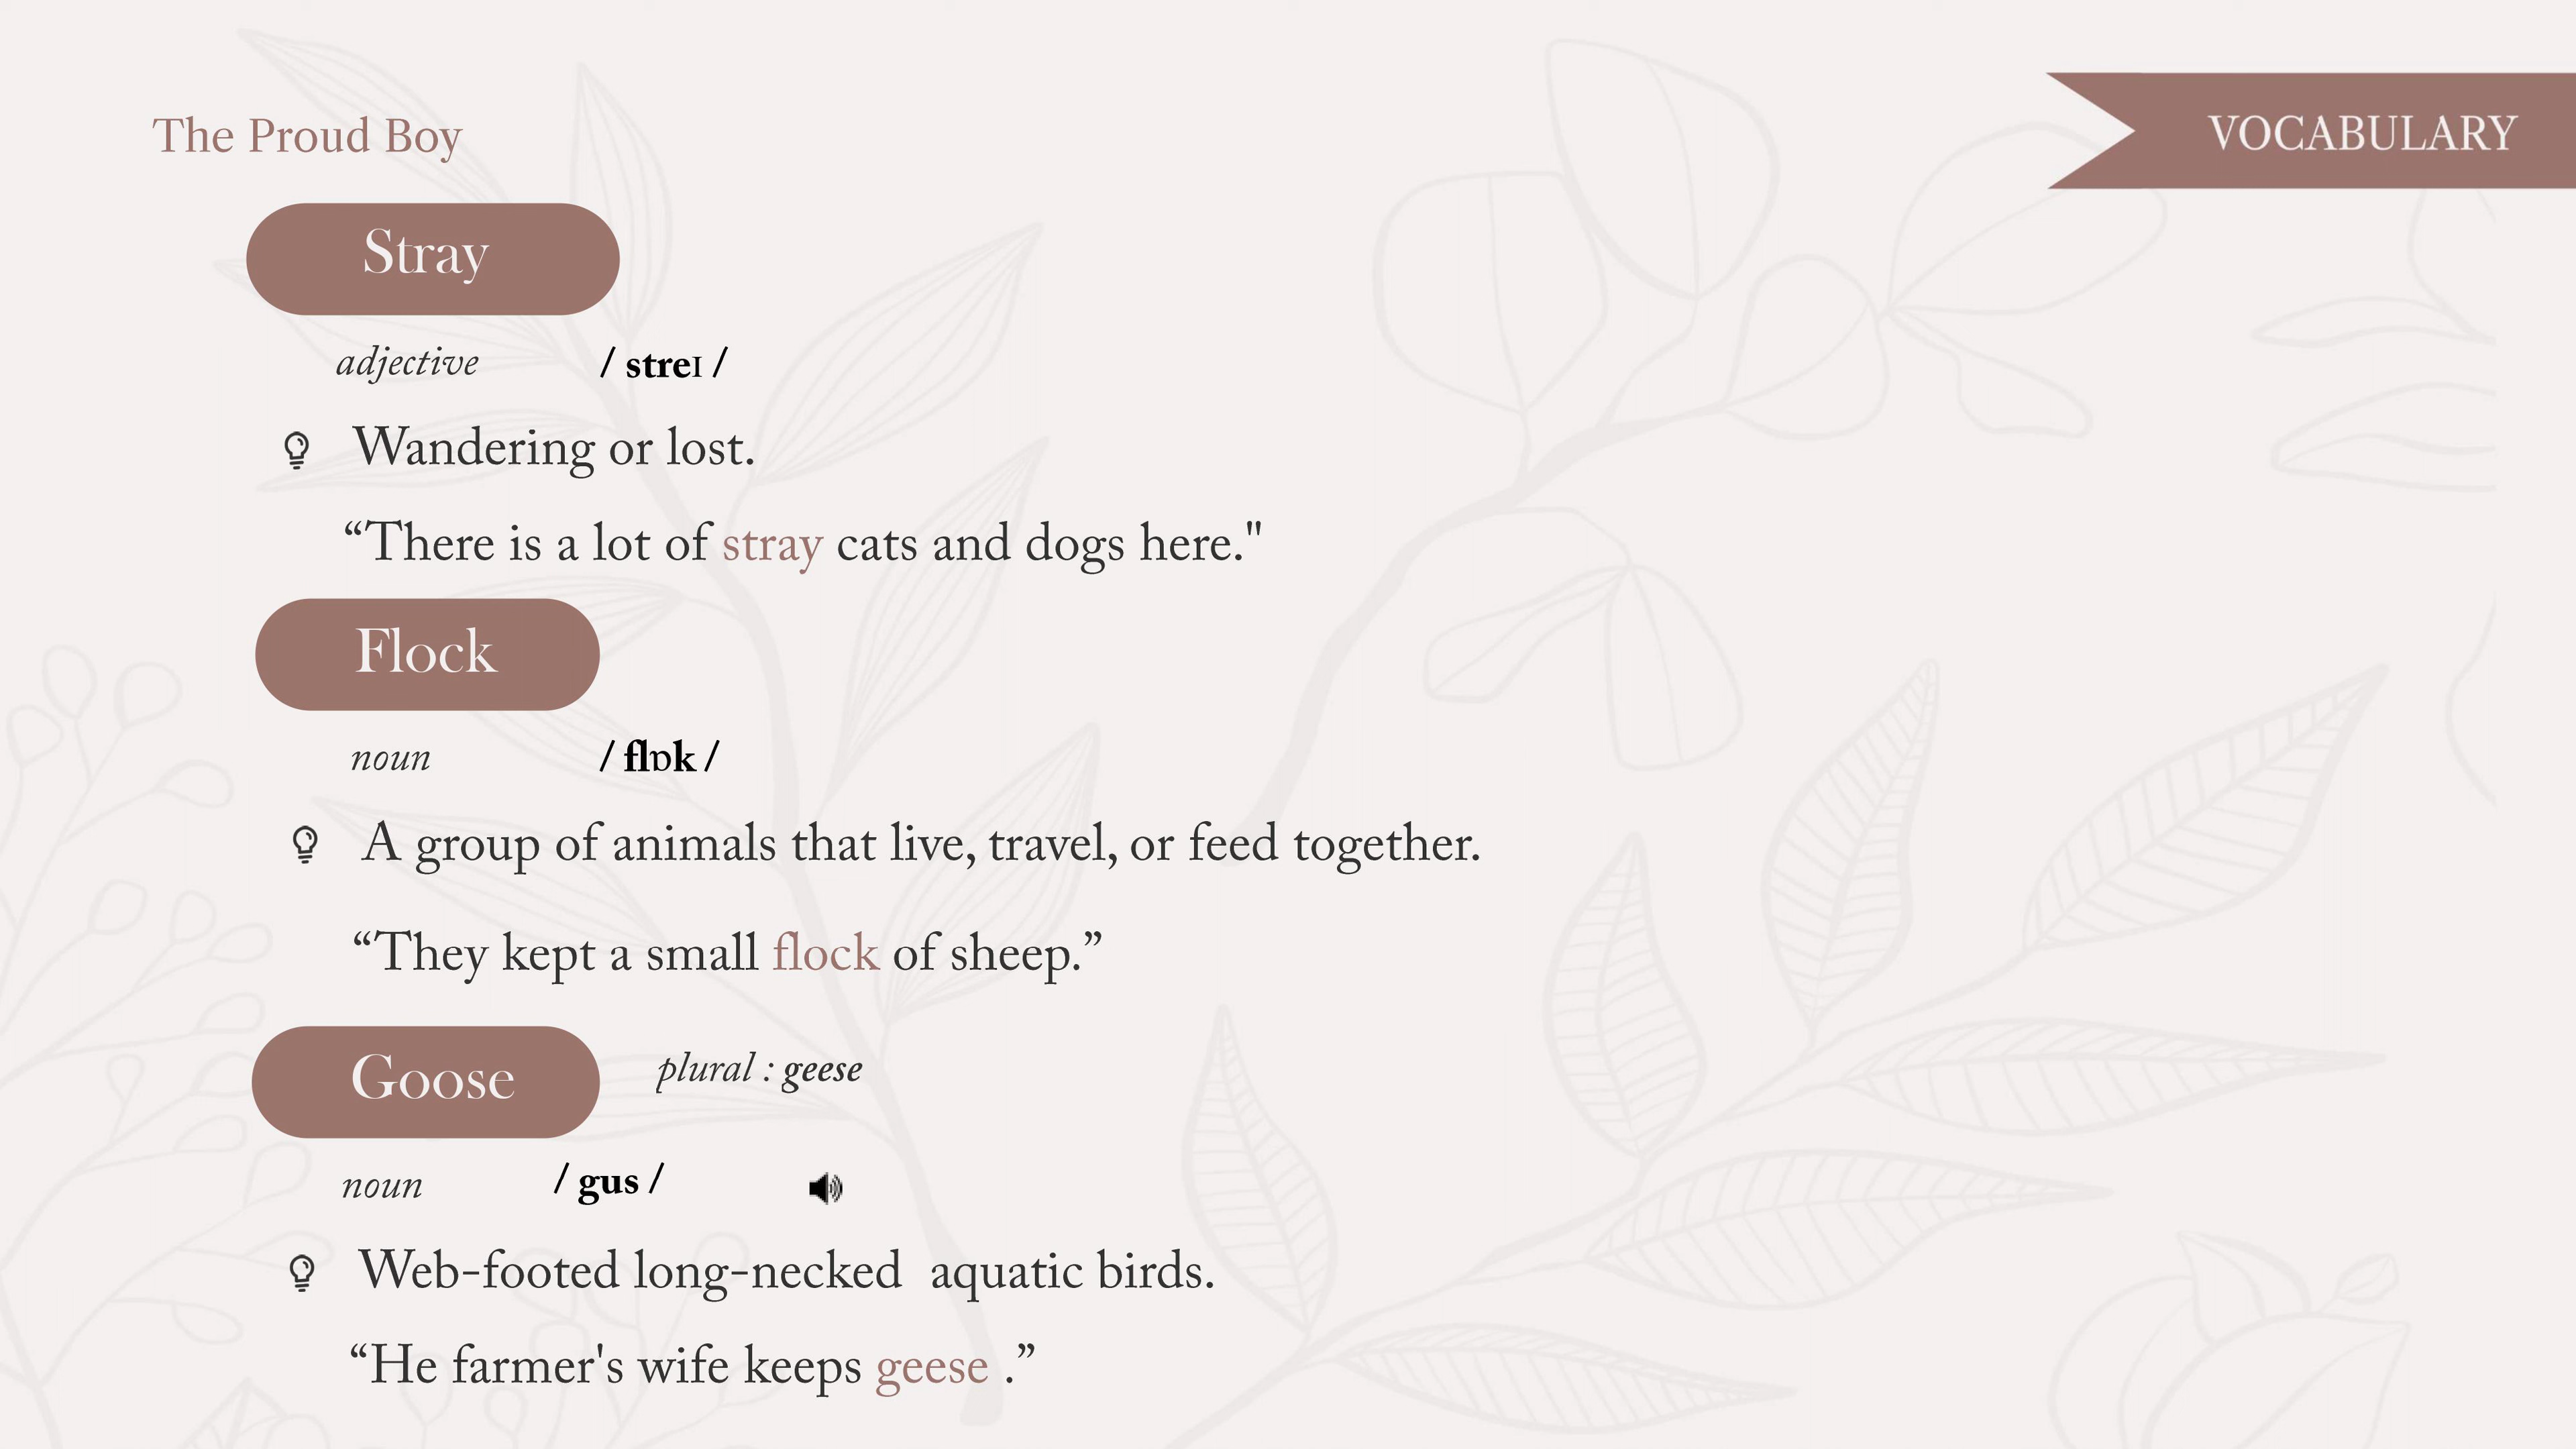 The Proud Boy
VOCABULARY
Stray
adjective / streɪ /
Wandering or lost.
“There is a lot of stray cats and dogs here."
Flock
noun / flɒk /
A group of animals that live, travel, or feed together.
“They kept a small flock of sheep.”
Goose plural : geese
noun / gus /
Web-footed long-necked  aquatic birds.
“He farmer's wife keeps geese .”